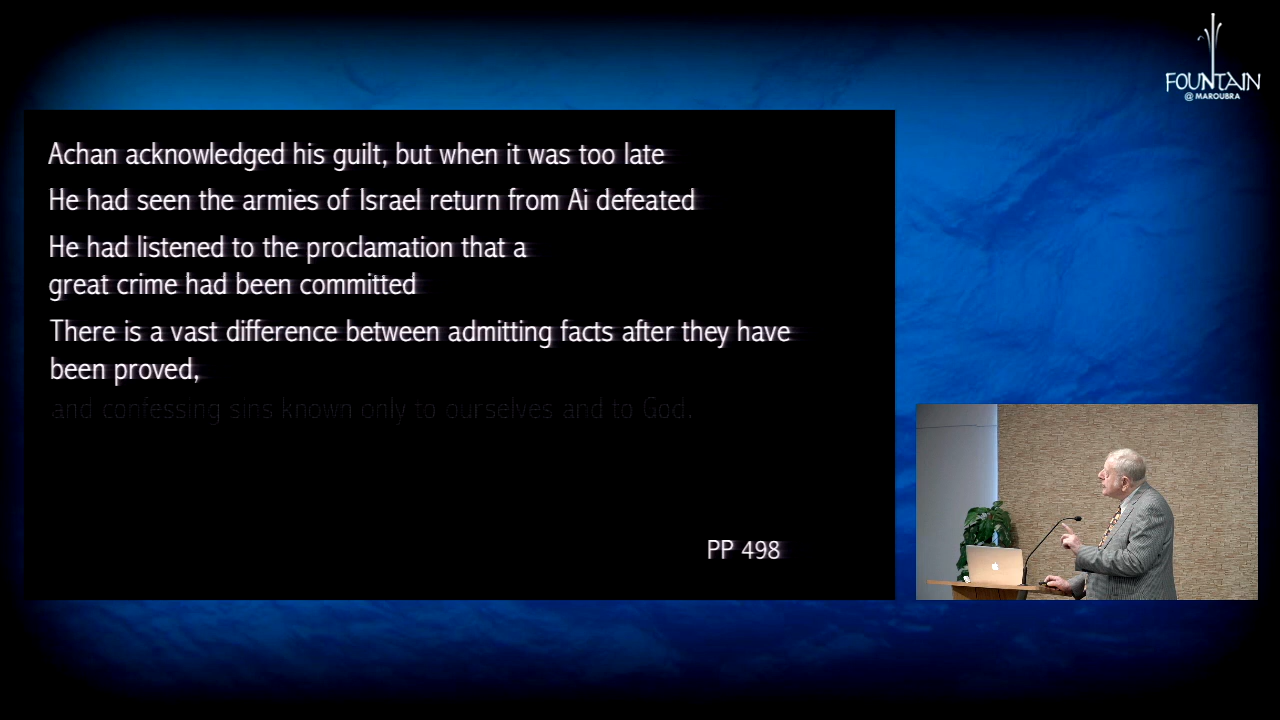 FOUNTAIN
@ MAROUBRA
Achan acknowledged his guilt, but when it was too late
He had seen the armies of Israel return from Ai defeated
He had listened to the proclamation that a
great crime had been committed
There is a vast difference between admitting facts after they have
been proved,
and confessing sins known only to ourselves and to God.
PP 498